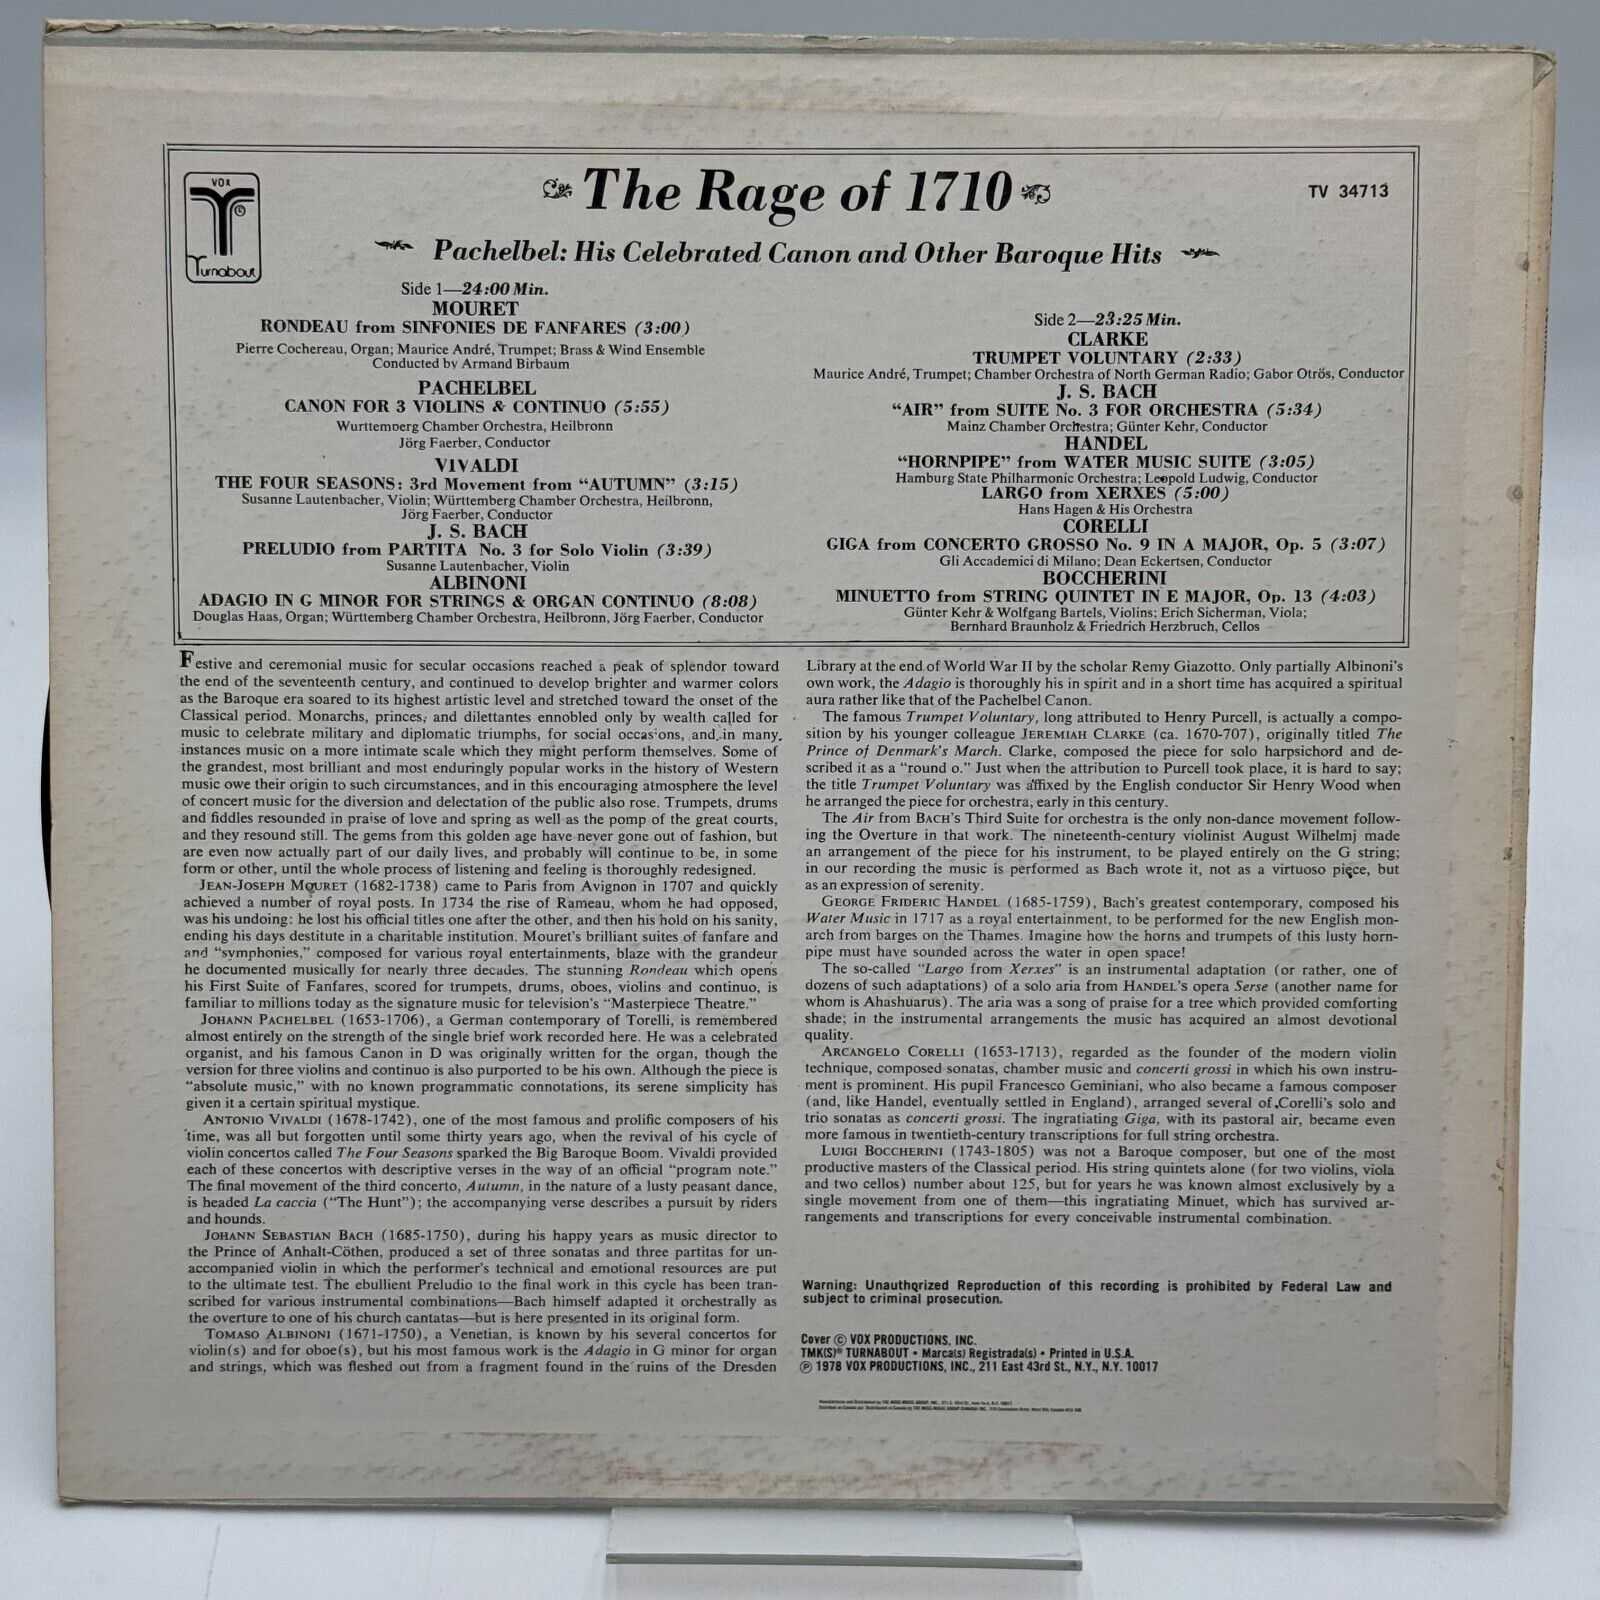 VOX
Turnabout
The Rage of 1710
TV 34713
Pachelbel: His Celebrated Canon and Other Baroque Hits
Side 1—24:00 Min.
MOURET
RONDEAU from SINFONIES DE FANFARES (3:00)
Pierre Cochereau, Organ; Maurice André, Trumpet; Brass & Wind Ensemble
Conducted by Armand Birbaum
PACHELBEL
CANON FOR 3 VIOLINS & CONTINUO (5:55)
Wurttemberg Chamber Orchestra, Heilbronn
Jörg Faerber, Conductor
VIVALDI
THE FOUR SEASONS: 3rd Movement from “AUTUMN” (3:15)
Susanne Lautenbacher, Violin; Württemberg Chamber Orchestra, Heilbronn,
Jörg Faerber, Conductor
J. S. BACH
PRELUDIO from PARTITA No. 3 for Solo Violin (3:39)
Susanne Lautenbacher, Violin
ALBINONI
ADAGIO IN G MINOR FOR STRINGS & ORGAN CONTINUO (8:08)
Douglas Haas, Organ; Württemberg Chamber Orchestra, Heilbronn, Jörg Faerber, Conductor
Side 2—23:25 Min.
CLARKE
TRUMPET VOLUNTARY (2:33)
Maurice André, Trumpet; Chamber Orchestra of North German Radio; Gabor Otrös, Conductor
J. S. BACH
“AIR” from SUITE No. 3 FOR ORCHESTRA (5:34)
Mainz Chamber Orchestra; Günter Kehr, Conductor
HANDEL
“HORNPIPE” from WATER MUSIC SUITE (3:05)
Hamburg State Philharmonic Orchestra; Leopold Ludwig, Conductor
LARGO from XERXES (5:00)
Hans Hagen & His Orchestra
CORELLI
GIGA from CONCERTO GROSSO No. 9 IN A MAJOR, Op. 5 (3:07)
Gli Accademici di Milano; Dean Eckertsen, Conductor
BOCCHERINI
MINUETTO from STRING QUINTET IN E MAJOR, Op. 13 (4:03)
Günter Kehr & Wolfgang Bartels, Violins; Erich Sicherman, Viola;
Bernhard Braunholz & Friedrich Herzbruch, Cellos
Festive and ceremonial music for secular occasions reached a peak of splendor toward
the end of the seventeenth century, and continued to develop brighter and warmer colors
as the Baroque era soared to its highest artistic level and stretched toward the onset of the
Classical period. Monarchs, princes, and dilettantes ennobled only by wealth called for
music to celebrate military and diplomatic triumphs, for social occasions, and, in many,
instances music on a more intimate scale which they might perform themselves. Some of
the grandest, most brilliant and most enduringly popular works in the history of Western
music owe their origin to such circumstances, and in this encouraging atmosphere the level
of concert music for the diversion and delectation of the public also rose. Trumpets, drums
and fiddles resounded in praise of love and spring as well as the pomp of the great courts,
and they resound still. The gems from this golden age have never gone out of fashion, but
are even now actually part of our daily lives, and probably will continue to be, in some
form or other, until the whole process of listening and feeling is thoroughly redesigned.
JEAN-JOSEPH MOURET (1682-1738) came to Paris from Avignon in 1707 and quickly
achieved a number of royal posts. In 1734 the rise of Rameau, whom he had opposed,
was his undoing: he lost his official titles one after the other, and then his hold on his sanity,
ending his days destitute in a charitable institution. Mouret's brilliant suites of fanfare and
and “symphonies,” composed for various royal entertainments, blaze with the grandeur
he documented musically for nearly three decades. The stunning Rondeau which opens
his First Suite of Fanfares, scored for trumpets, drums, oboes, violins and continuo, is
familiar to millions today as the signature music for television's “Masterpiece Theatre.”
JOHANN PACHELBEL (1653-1706), a German contemporary of Torelli, is remembered
almost entirely on the strength of the single brief work recorded here. He was a celebrated
organist, and his famous Canon in D was originally written for the organ, though the
version for three violins and continuo is also purported to be his own. Although the piece is
“absolute music,” with no known programmatic connotations, its serene simplicity has
given it a certain spiritual mystique.
ANTONIO VIVALDI (1678-1742), one of the most famous and prolific composers of his
time, was all but forgotten until some thirty years ago, when the revival of his cycle of
violin concertos called The Four Seasons sparked the Big Baroque Boom. Vivaldi provided
each of these concertos with descriptive verses in the way of an official “program note.”
The final movement of the third concerto, Autumn, in the nature of a lusty peasant dance,
is headed La caccia (“The Hunt”); the accompanying verse describes a pursuit by riders
and hounds.
JOHANN SEBASTIAN BACH (1685-1750), during his happy years as music director to
the Prince of Anhalt-Cöthen, produced a set of three sonatas and three partitas for un-
accompanied violin in which the performer's technical and emotional resources are put
to the ultimate test. The ebullient Preludio to the final work in this cycle has been tran-
scribed for various instrumental combinations—Bach himself adapted it orchestrally as
the overture to one of his church cantatas—but is here presented in its original form.
TOMASO ALBINONI (1671-1750), a Venetian, is known by his several concertos for
violin(s) and for oboe(s), but his most famous work is the Adagio in G minor for organ
and strings, which was fleshed out from a fragment found in the ruins of the Dresden
Library at the end of World War II by the scholar Remy Giazotto. Only partially Albinoni's
own work, the Adagio is thoroughly his in spirit and in a short time has acquired a spiritual
aura rather like that of the Pachelbel Canon.
The famous Trumpet Voluntary, long attributed to Henry Purcell, is actually a compo-
sition by his younger colleague JEREMIAH CLARKE (ca. 1670-707), originally titled The
Prince of Denmark's March. Clarke, composed the piece for solo harpsichord and de-
scribed it as a “round o.” Just when the attribution to Purcell took place, it is hard to say;
the title Trumpet Voluntary was affixed by the English conductor Sir Henry Wood when
he arranged the piece for orchestra, early in this century.
The Air from BACH'S Third Suite for orchestra is the only non-dance movement follow-
ing the Overture in that work. The nineteenth-century violinist August Wilhelmj made
an arrangement of the piece for his instrument, to be played entirely on the G string;
in our recording the music is performed as Bach wrote it, not as a virtuoso piece, but
as an expression of serenity.
GEORGE FRIDERIC HANDEL (1685-1759), Bach's greatest contemporary, composed his
Water Music in 1717 as a royal entertainment, to be performed for the new English mon-
arch from barges on the Thames. Imagine how the horns and trumpets of this lusty horn-
pipe must have sounded across the water in open space!
The so-called “Largo from Xerxes” is an instrumental adaptation (or rather, one of
dozens of such adaptations) of a solo aria from HANDEL'S opera Serse (another name for
whom is Ahashuarus). The aria was a song of praise for a tree which provided comforting
shade; in the instrumental arrangements the music has acquired an almost devotional
quality.
ARCANGELO CORELLI (1653-1713), regarded as the founder of the modern violin
technique, composed sonatas, chamber music and concerti grossi in which his own instru-
ment is prominent. His pupil Francesco Geminiani, who also became a famous composer
(and, like Handel, eventually settled in England), arranged several of Corelli's solo and
trio sonatas as concerti grossi. The ingratiating Giga, with its pastoral air, became even
more famous in twentieth-century transcriptions for full string orchestra.
LUIGI BOCCHERINI (1743-1805) was not a Baroque composer, but one of the most
productive masters of the Classical period. His string quintets alone (for two violins, viola
and two cellos) number about 125, but for years he was known almost exclusively by a
single movement from one of them—this ingratiating Minuet, which has survived ar-
rangements and transcriptions for every conceivable instrumental combination.
Warning: Unauthorized Reproduction of this recording is prohibited by Federal Law and
subject to criminal prosecution.
Cover © VOX PRODUCTIONS, INC.
TMK(S)® TURNABOUT • Marca(s) Registrada(s) • Printed in U.S.A.
℗ 1978 VOX PRODUCTIONS, INC., 211 East 43rd St., N.Y., N.Y. 10017